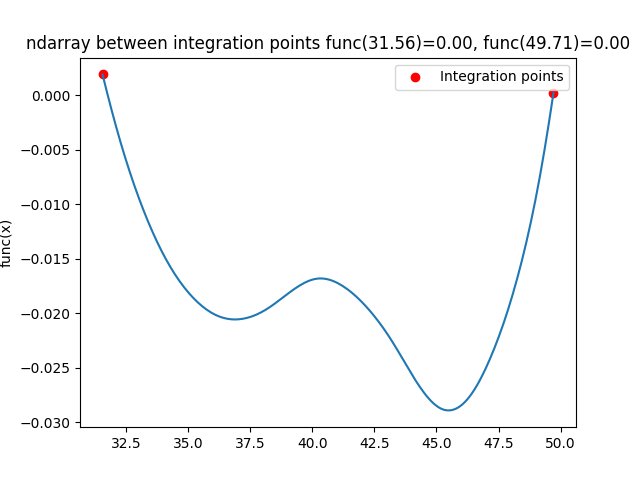 ndarray between integration points func(31.56)=0.00, func(49.71)=0.00
Integration points
func(x)
0.000
−0.005
−0.010
−0.015
−0.020
−0.025
−0.030
32.5 35.0 37.5 40.0 42.5 45.0 47.5 50.0